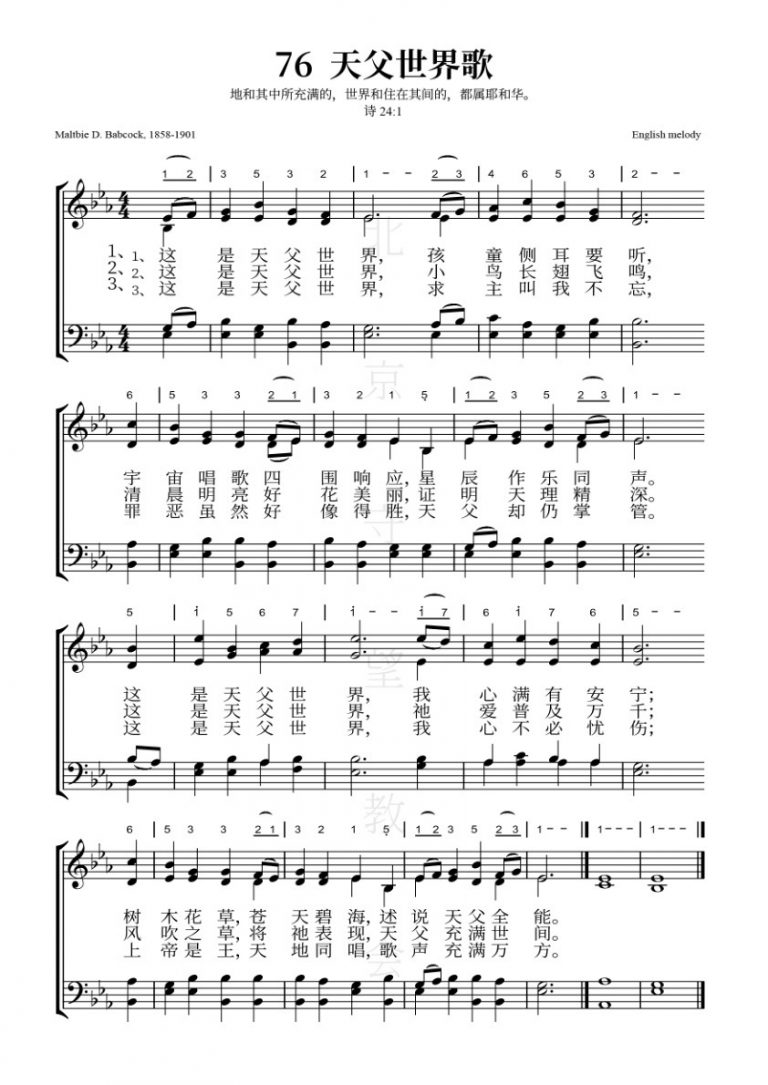 76 天父世界歌
地和其中所充满的，世界和住在其间的，都属耶和华。
诗 24:1
Maltbie D. Babcock, 1858-1901
English melody
1 2 | 3 5 3 2 | 1 - - 2 3 | 4 6 5 3 | 2 - -
1、1、这 是天父世界，孩 童侧耳要听，
2、2、这 是天父世界，小 鸟长翅飞鸣，
3、3、这 是天父世界，求 主叫我不忘，
6 | 5 3 3 2 1 | 3 2 1 5 | 1 2 3 5 2 3 | 1 - -
宇 宙唱歌四 围响应，星 辰作乐同声。
清 晨明亮好 花美丽，证 明天理精深。
罪 恶虽然好 像得胜，天 父却仍掌管。
5 | 1 5 6 7 | 1 - - 1 7 | 6 1 7 6 | 5 - -
这 是天父世界，我 心满有安宁；
这 是天父世界，祂 爱普及万千；
这 是天父世界，我 心不必忧伤；
6 | 5 3 3 2 1 | 3 2 1 5 | 1 2 3 5 2 3 | 1 - - ‖ 1 - - - | 1 - - - ‖
树 木花草，苍 天碧海，述 说天父全能。
风 吹之草，将 祂表现，天 父充满世间。
上 帝是王，天 地同唱，歌 声充满万方。
北京守望教会